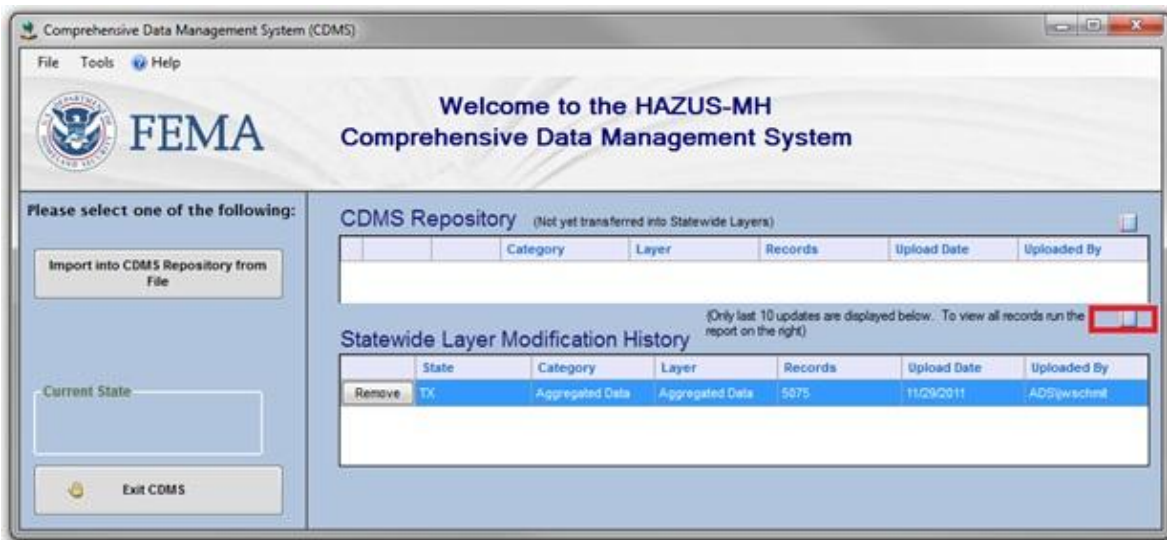 Comprehensive Data Management System (CDMS)
File Tools Help
FEMA
Welcome to the HAZUS-MH
Comprehensive Data Management System
Please select one of the following:
Import into CDMS Repository from
File
Current State
Exit CDMS
CDMS Repository (Not yet transferred into Statewide Layers)
Category Layer Records Upload Date Uploaded By
(Only last 10 updates are displayed below. To view all records run the
report on the right)
Statewide Layer Modification History
State Category Layer Records Upload Date Uploaded By
Remove TX Aggregated Data Aggregated Data 5075 11/29/2011 ADS\jwschmit